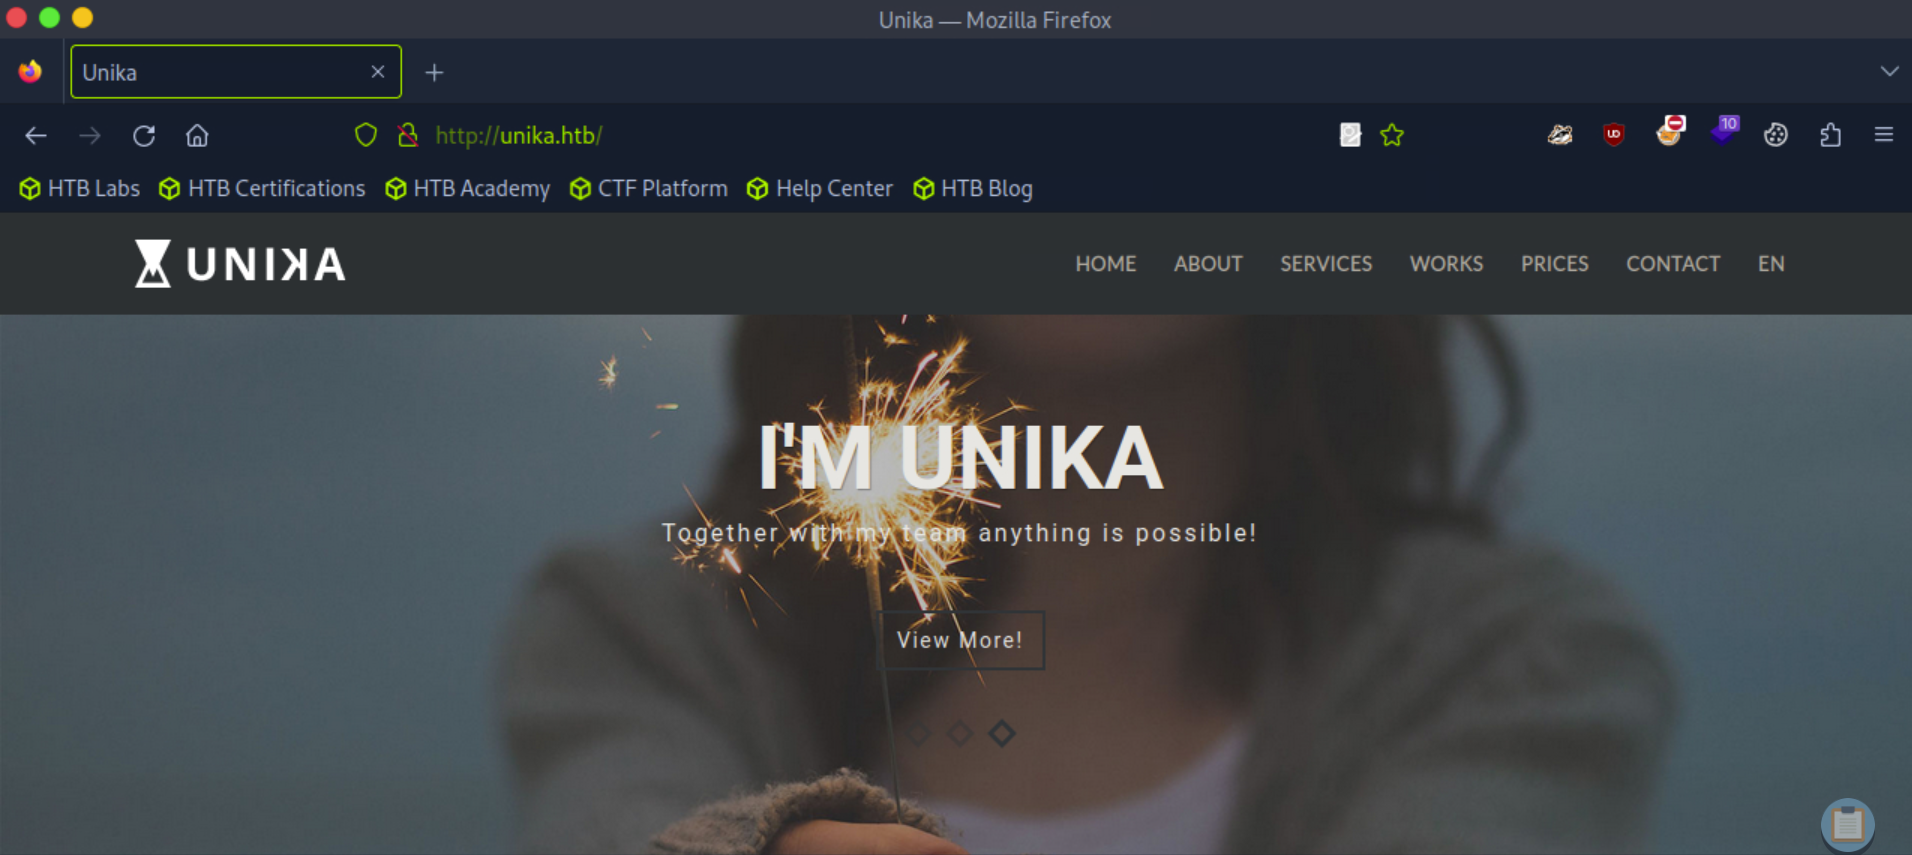 Unika — Mozilla Firefox
Unika
http://unika.htb/
10
HTB Labs HTB Certifications HTB Academy CTF Platform Help Center HTB Blog
UNIKA HOME ABOUT SERVICES WORKS PRICES CONTACT EN
I'M UNIKA
Together with my team anything is possible!
View More!